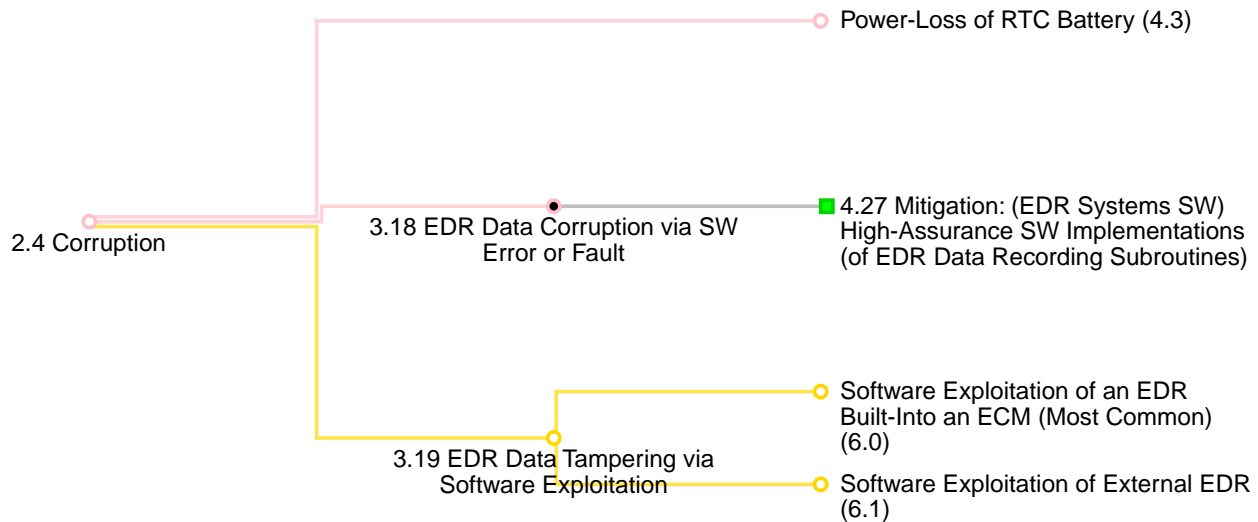 Power-Loss of RTC Battery (4.3)
2.4 Corruption
3.18 EDR Data Corruption via SW
Error or Fault
4.27 Mitigation: (EDR Systems SW)
High-Assurance SW Implementations
(of EDR Data Recording Subroutines)
3.19 EDR Data Tampering via
Software Exploitation
Software Exploitation of an EDR
Built-Into an ECM (Most Common)
(6.0)
Software Exploitation of External EDR
(6.1)